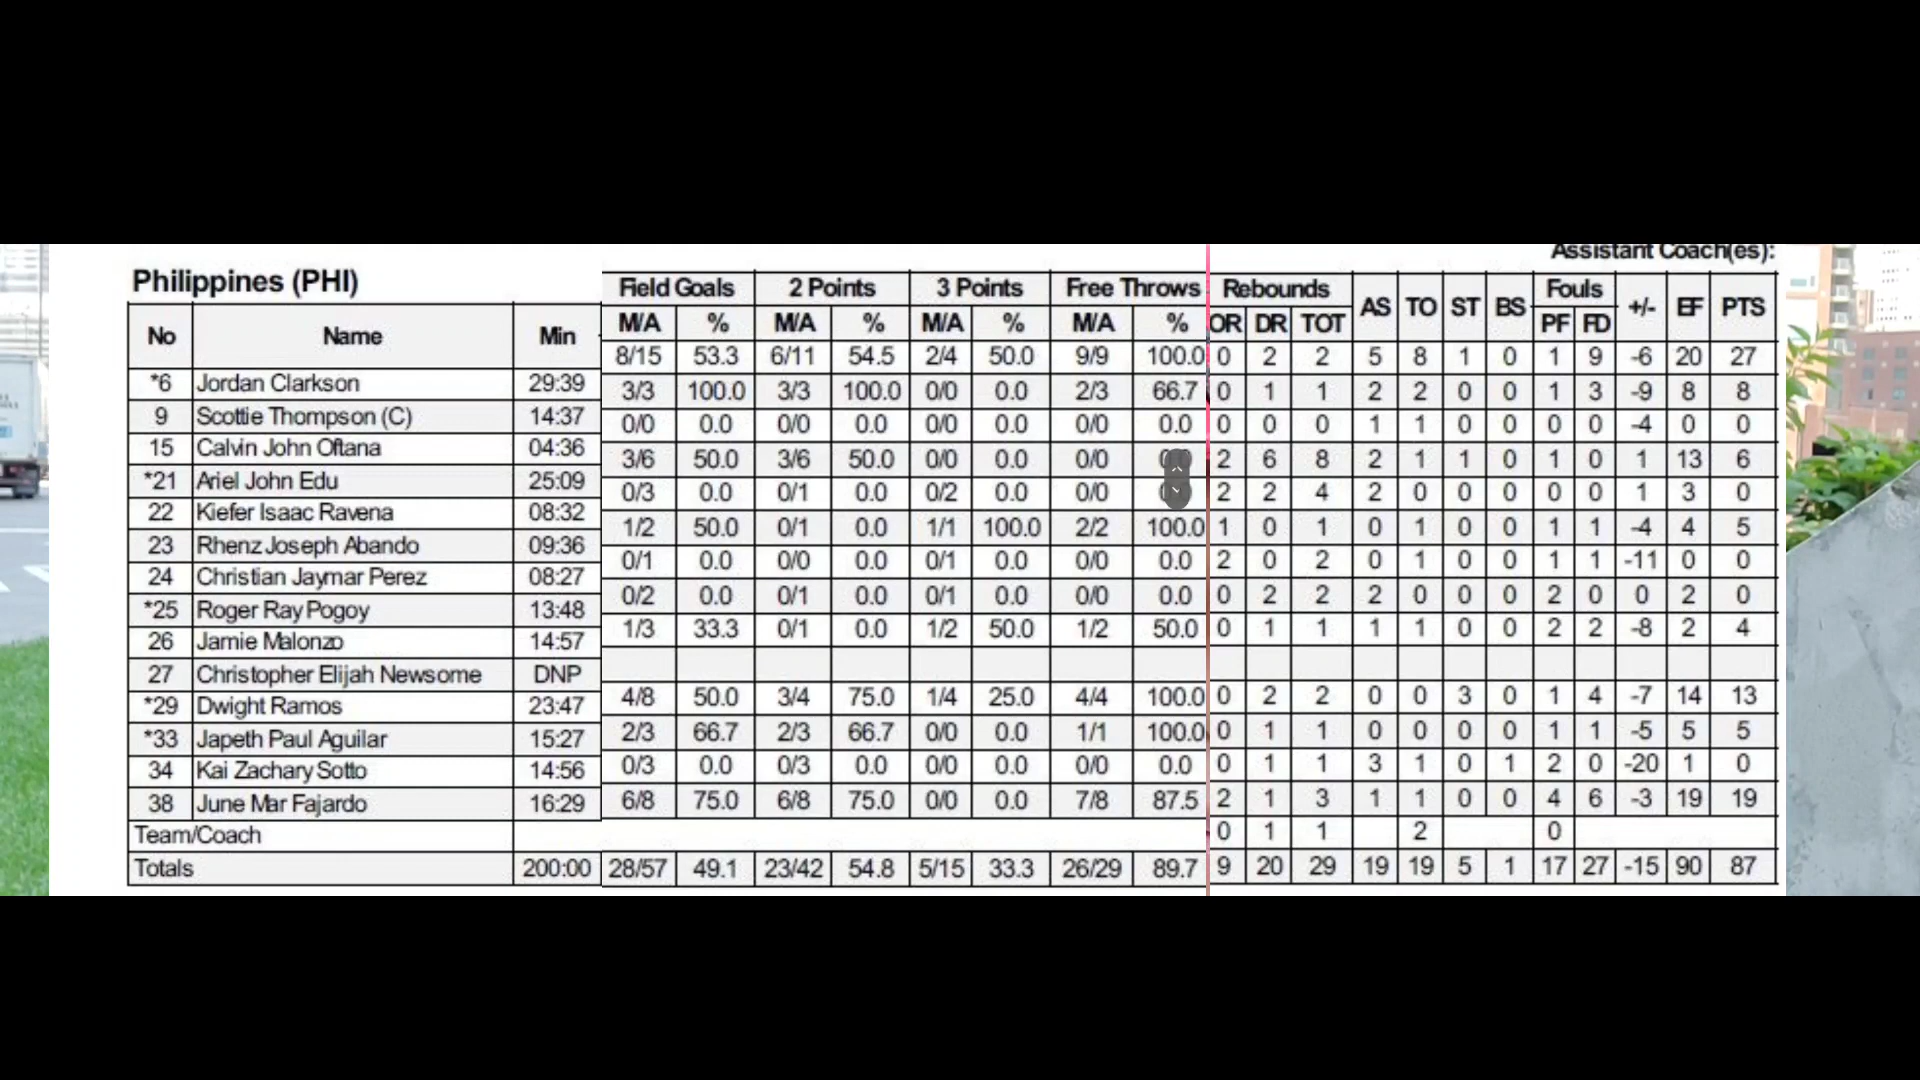 Assistant Coach(es):
Philippines (PHI)
Field Goals 2 Points 3 Points Free Throws Rebounds AS TO ST BS Fouls +/- EF PTS
No Name Min M/A % M/A % M/A % M/A % OR DR TOT PF FD
*6 Jordan Clarkson 29:39 8/15 53.3 6/11 54.5 2/4 50.0 9/9 100.0 0 2 2 5 8 1 0 1 9 -6 20 27
9 Scottie Thompson (C) 14:37 3/3 100.0 3/3 100.0 0/0 0.0 2/3 66.7 0 1 1 2 2 0 0 1 3 -9 8 8
15 Calvin John Oftana 04:36 0/0 0.0 0/0 0.0 0/0 0.0 0/0 0.0 0 0 0 1 1 0 0 0 0 -4 0 0
*21 Ariel John Edu 25:09 3/6 50.0 3/6 50.0 0/0 0.0 0/0 2 6 8 2 1 1 0 1 0 1 13 6
22 Kiefer Isaac Ravena 08:32 0/3 0.0 0/1 0.0 0/2 0.0 0/0 2 2 4 2 0 0 0 0 0 1 3 0
23 Rhenz Joseph Abando 09:36 1/2 50.0 0/1 0.0 1/1 100.0 2/2 100.0 1 0 1 0 1 0 0 1 1 -4 4 5
24 Christian Jaymar Perez 08:27 0/1 0.0 0/0 0.0 0/1 0.0 0/0 0.0 2 0 2 0 1 0 0 1 1 -11 0 0
*25 Roger Ray Pogoy 13:48 0/2 0.0 0/1 0.0 0/1 0.0 0/0 0.0 0 2 2 2 0 0 0 2 0 0 2 0
26 Jamie Malonzo 14:57 1/3 33.3 0/1 0.0 1/2 50.0 1/2 50.0 0 1 1 1 1 0 0 2 2 -8 2 4
27 Christopher Elijah Newsome DNP
*29 Dwight Ramos 23:47 4/8 50.0 3/4 75.0 1/4 25.0 4/4 100.0 0 2 2 0 0 3 0 1 4 -7 14 13
*33 Japeth Paul Aguilar 15:27 2/3 66.7 2/3 66.7 0/0 0.0 1/1 100.0 0 1 1 0 0 0 0 1 1 -5 5 5
34 Kai Zachary Sotto 14:56 0/3 0.0 0/3 0.0 0/0 0.0 0/0 0.0 0 1 1 3 1 0 1 2 0 -20 1 0
38 June Mar Fajardo 16:29 6/8 75.0 6/8 75.0 0/0 0.0 7/8 87.5 2 1 3 1 1 0 0 4 6 -3 19 19
Team/Coach 0 1 1 2 0
Totals 200:00 28/57 49.1 23/42 54.8 5/15 33.3 26/29 89.7 9 20 29 19 19 5 1 17 27 -15 90 87